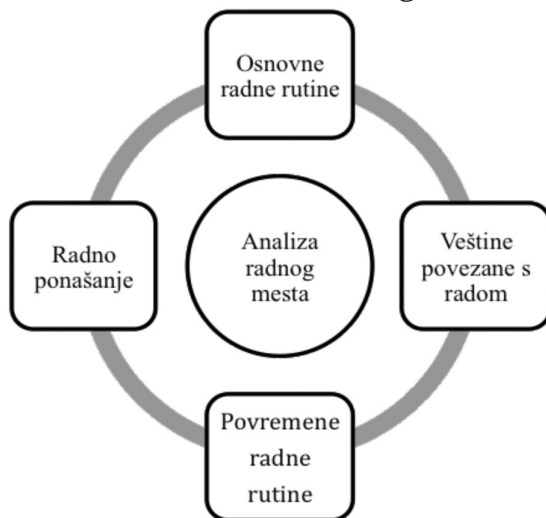 Osnovne
radne rutine
Radno
ponašanje
Analiza
radnog
mesta
Veštine
povezane s
radom
Povremene
radne
rutine